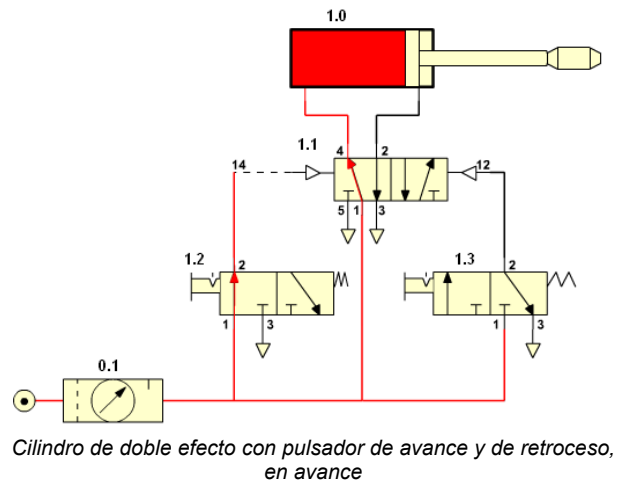 1.0
1.1
4 2
14 12
5 1 3
1.2 1.3
2 2
1 3 1 3
0.1
Cilindro de doble efecto con pulsador de avance y de retroceso,
en avance